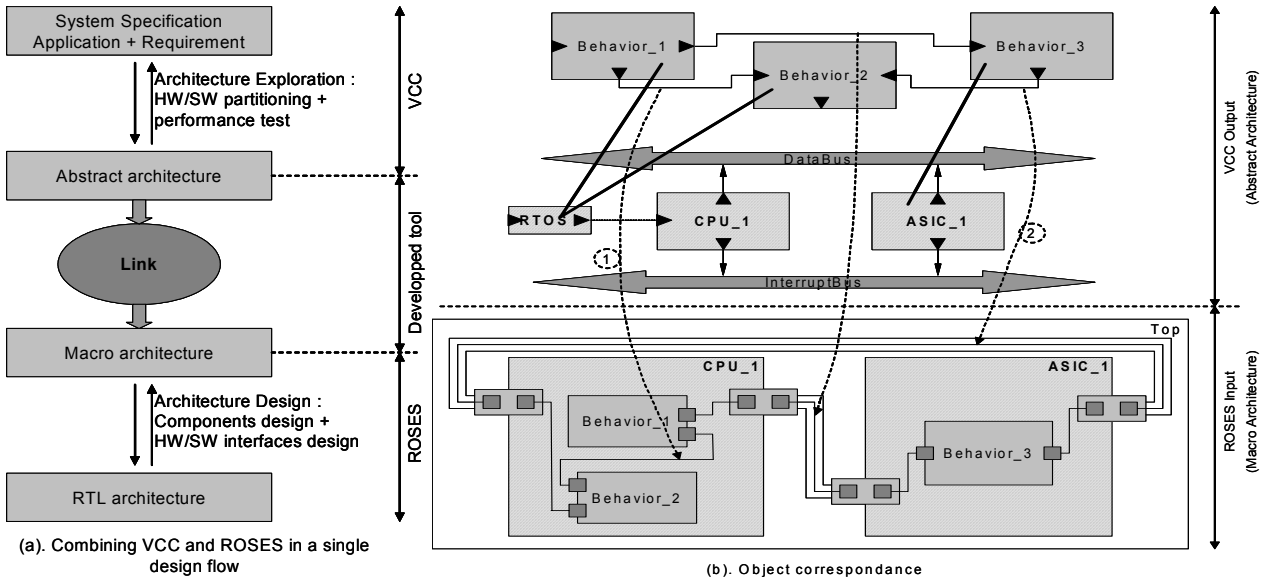 System Specification
Application + Requirement
Architecture Exploration :
HW/SW partitioning +
performance test
Abstract architecture
Link
Macro architecture
Architecture Design :
Components design +
HW/SW interfaces design
RTL architecture
VCC
Developped tool
ROSES
(a). Combining VCC and ROSES in a single
design flow
Behavior_1
Behavior_2
Behavior_3
DataBus
RTOS
CPU_1
ASIC_1
1
2
InterruptBus
VCC Output
(Abstract Architecture)
Top
CPU_1
ASIC_1
Behavior_1
Behavior_2
Behavior_3
ROSES Input
(Macro Architecture)
(b). Object correspondance